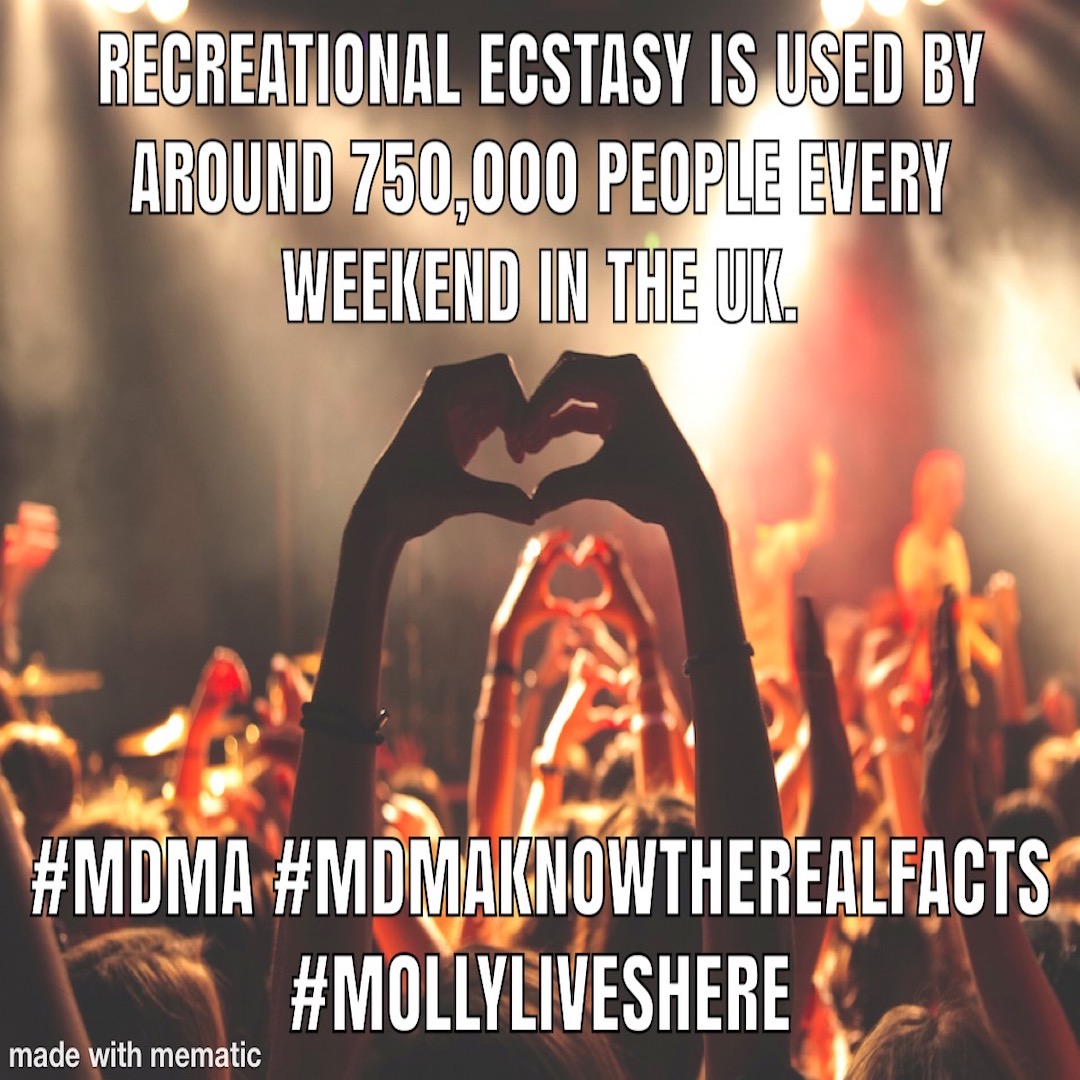 RECREATIONAL ECSTASY IS USED BY
AROUND 750,000 PEOPLE EVERY
WEEKEND IN THE UK.
#MDMA #MDMAKNOWTHEREALFACTS
#MOLLYLIVESHERE
made with mematic